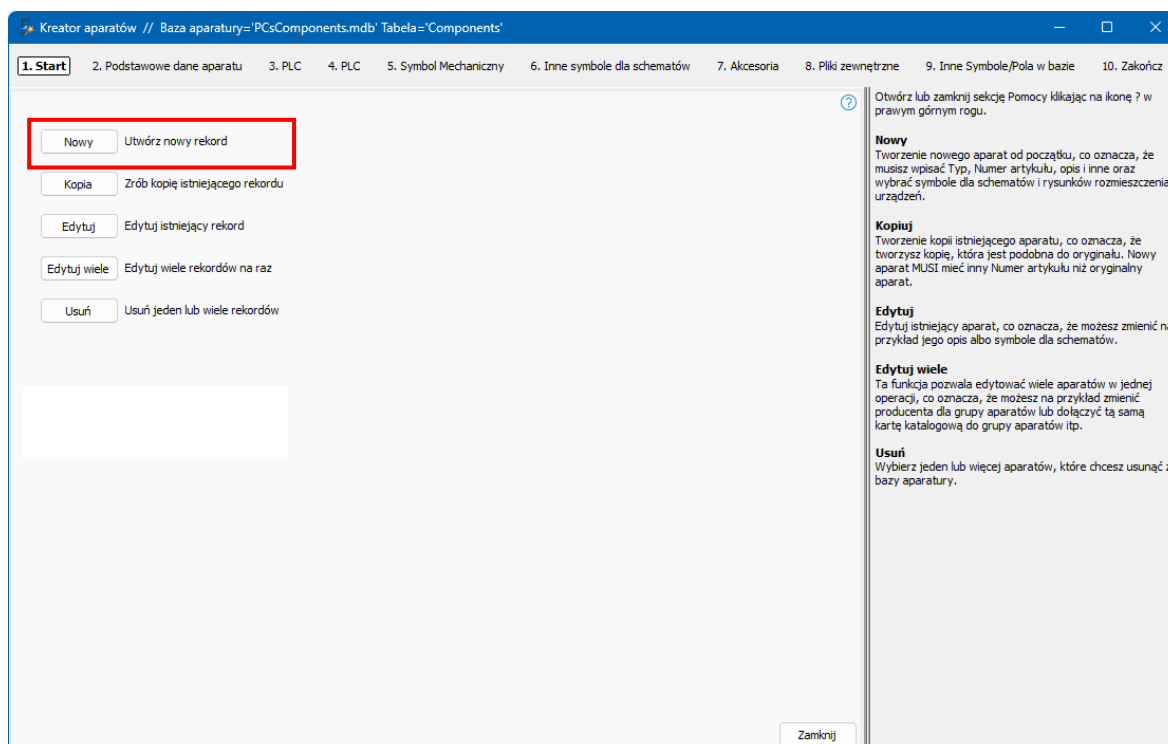 Kreator aparatów // Baza aparatury='PCsComponents.mdb' Tabela='Components'
1. Start 2. Podstawowe dane aparatu 3. PLC 4. PLC 5. Symbol Mechaniczny 6. Inne symbole dla schematów 7. Akcesoria 8. Pliki zewnętrzne 9. Inne Symbole/Pola w bazie 10. Zakończ
Nowy Utwórz nowy rekord
Kopia Zrób kopię istniejącego rekordu
Edytuj Edytuj istniejący rekord
Edytuj wiele Edytuj wiele rekordów na raz
Usuń Usuń jeden lub wiele rekordów
Zamknij
?
Otwórz lub zamknij sekcję Pomocy klikając na ikonę ? w
prawym górnym rogu.
Nowy
Tworzenie nowego aparat od początku, co oznacza, że
musisz wpisać Typ, Numer artykułu, opis i inne oraz
wybrać symbole dla schematów i rysunków rozmieszczenia
urządzeń.
Kopiuj
Tworzenie kopii istniejącego aparatu, co oznacza, że
tworzysz kopię, która jest podobna do oryginału. Nowy
aparat MUSI mieć inny Numer artykułu niż oryginalny
aparat.
Edytuj
Edytuj istniejący aparat, co oznacza, że możesz zmienić na
przykład jego opis albo symbole dla schematów.
Edytuj wiele
Ta funkcja pozwala edytować wiele aparatów w jednej
operacji, co oznacza, że możesz na przykład zmienić
producenta dla grupy aparatów lub dołączyć tą samą
kartę katalogową do grupy aparatów itp.
Usuń
Wybierz jeden lub więcej aparatów, które chcesz usunąć z
bazy aparatury.